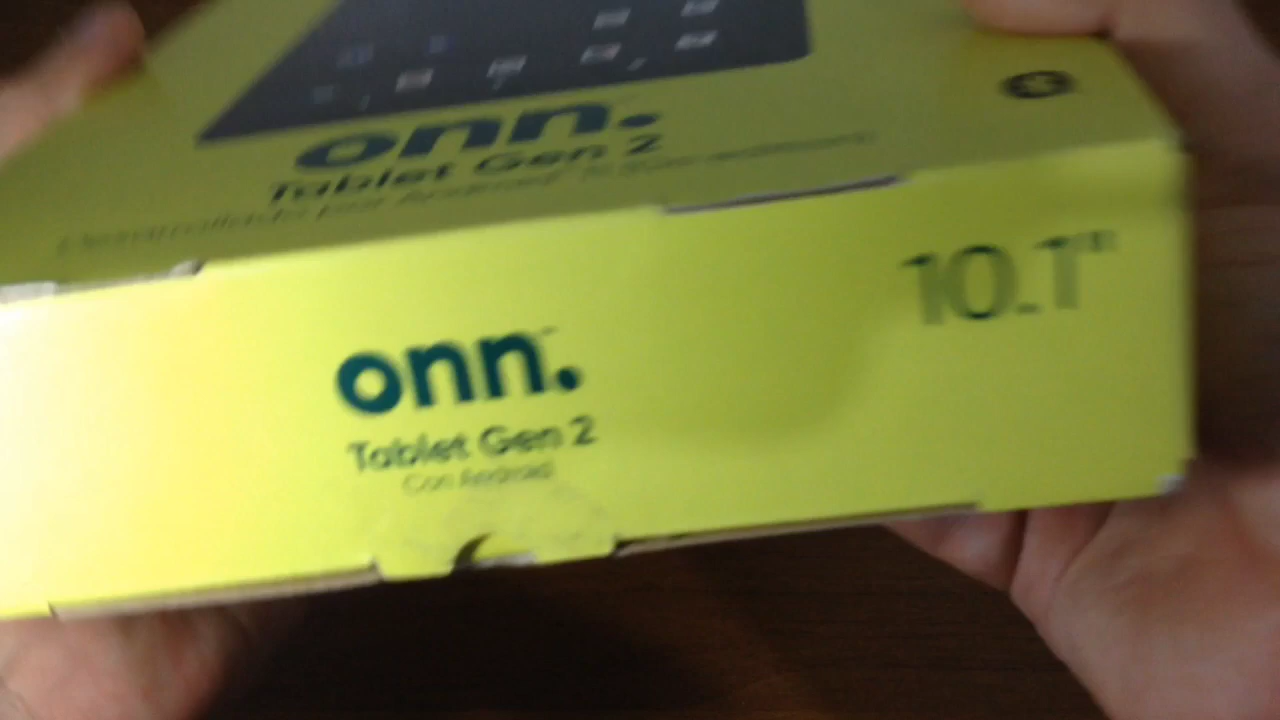 onn.
Tablet Gen 2
onn.
Tablet Gen 2
Con Android
10.1"